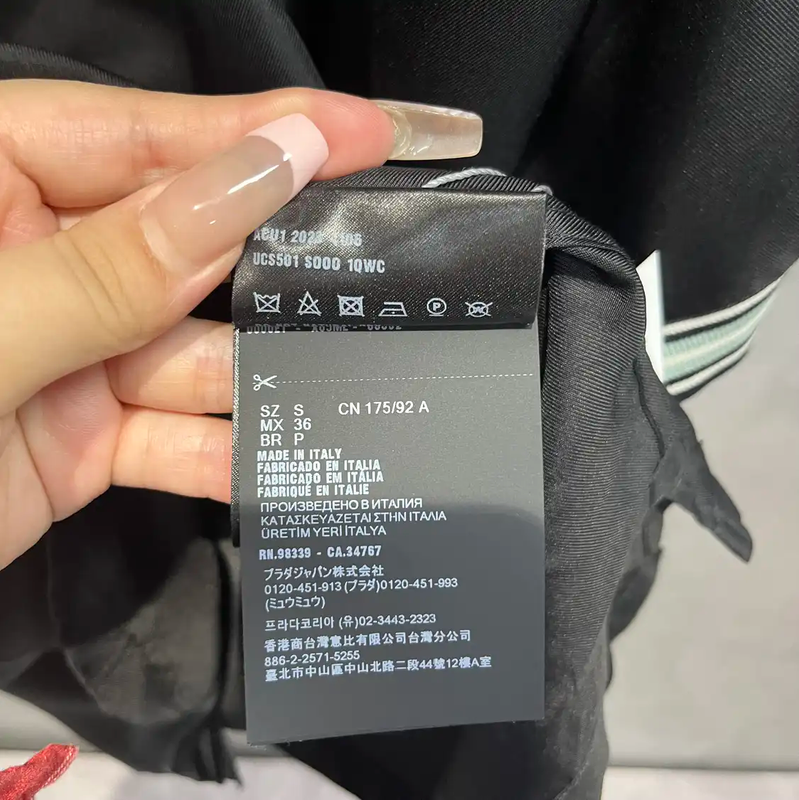 UCS501 S000 1QWC
SZ S CN 175/92 A
MX 36
BR P
MADE IN ITALY
FABRICADO EN ITALIA
FABRICADO EM ITÁLIA
FABRIQUÉ EN ITALIE
ПРОИЗВЕДЕНО В ИТАЛИЯ
ΚΑΤΑΣΚΕΥΑΖΕΤΑΙ ΣΤΗΝ ΙΤΑΛΙΑ
ÜRETİM YERİ İTALYA
RN.98339 - CA.34767
プラダジャパン株式会社
0120-451-913 (プラダ)0120-451-993
(ミュウミュウ)
프라다코리아 (유)02-3443-2323
香港商台灣意比有限公司台灣分公司
886-2-2571-5255
臺北市中山區中山北路二段44號12樓A室